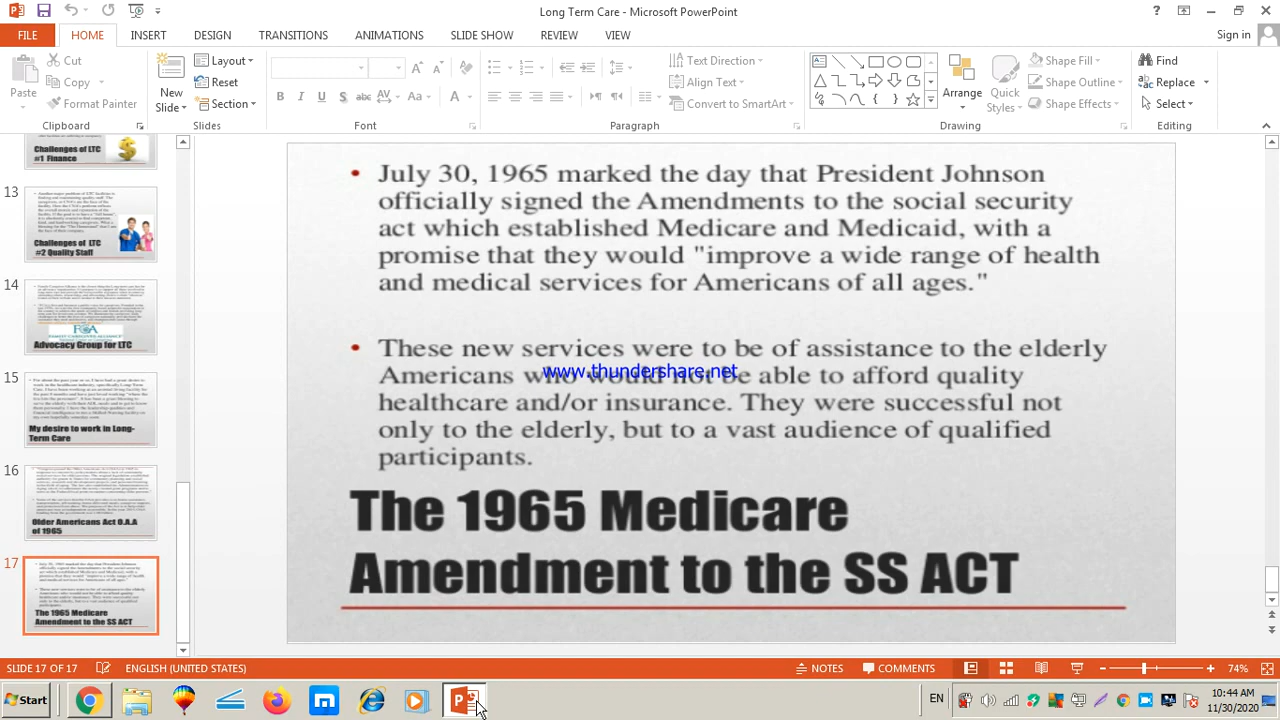 Long Term Care - Microsoft PowerPoint
?
Sign in
FILE HOME INSERT DESIGN TRANSITIONS ANIMATIONS SLIDE SHOW REVIEW VIEW
Paste
Cut
Copy
Format Painter
Clipboard
New Slide
Layout
Reset
Section
Slides
B I U S abc AV Aa A
Font
Text Direction
Align Text
Convert to SmartArt
Paragraph
Arrange
Quick Styles
Shape Fill
Shape Outline
Shape Effects
Drawing
Find
Replace
Select
Editing
Challenges of LTC
#1 Finance
13
Challenges of LTC
#2 Quality Staff
14
Advocacy Group for LTC
15
My desire to work in Long-
Term Care
16
Older Americans Act O.A.A
of 1965
17
The 1965 Medicare
Amendment to the SS ACT
• July 30, 1965 marked the day that President Johnson
officially signed the Amendments to the social security
act which established Medicare and Medicaid, with a
promise that they would "improve a wide range of health
and medical services for Americans of all ages."
• These new services were to be of assistance to the elderly
Americans who would not be able to afford quality
healthcare and/or insurance. They were successful not
only to the elderly, but to a vast audience of qualified
participants.
www.thundershare.net
The 1965 Medicare
Amendment to the SS ACT
SLIDE 17 OF 17 ENGLISH (UNITED STATES) NOTES COMMENTS 74%
Start
EN
10:44 AM
11/30/2020